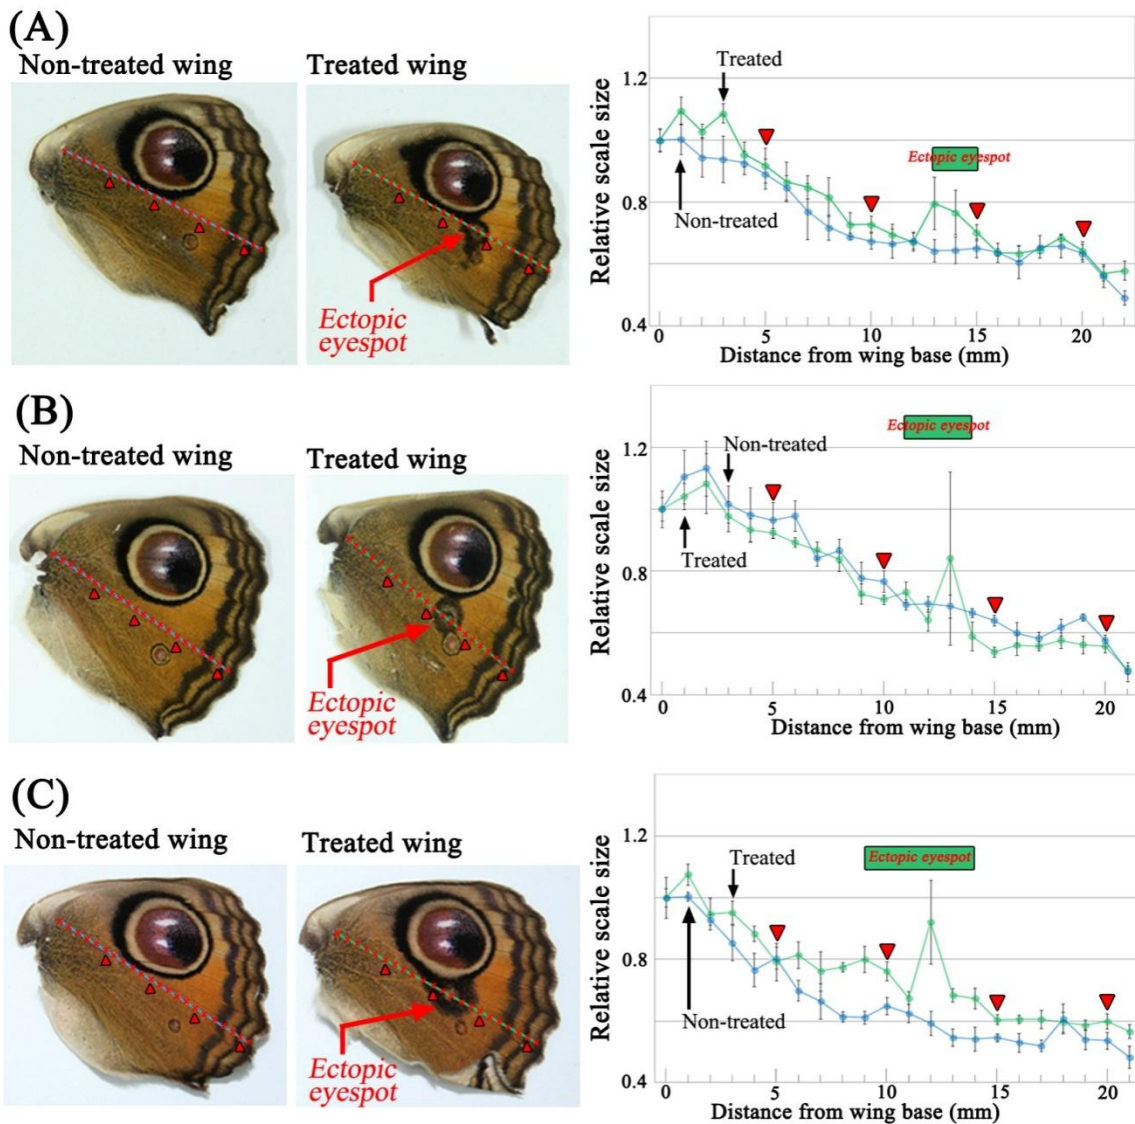 (A)
Non-treated wing
Treated wing
Ectopic
eyespot
Relative scale size
1.2
0.8
0.4
Treated
Non-treated
Ectopic eyespot
0
5
10
15
20
Distance from wing base (mm)
(B)
Non-treated wing
Treated wing
Ectopic
eyespot
Relative scale size
1.2
0.8
0.4
Non-treated
Treated
Ectopic eyespot
0
5
10
15
20
Distance from wing base (mm)
(C)
Non-treated wing
Treated wing
Ectopic
eyespot
Relative scale size
1.2
0.8
0.4
Treated
Non-treated
Ectopic eyespot
0
5
10
15
20
Distance from wing base (mm)